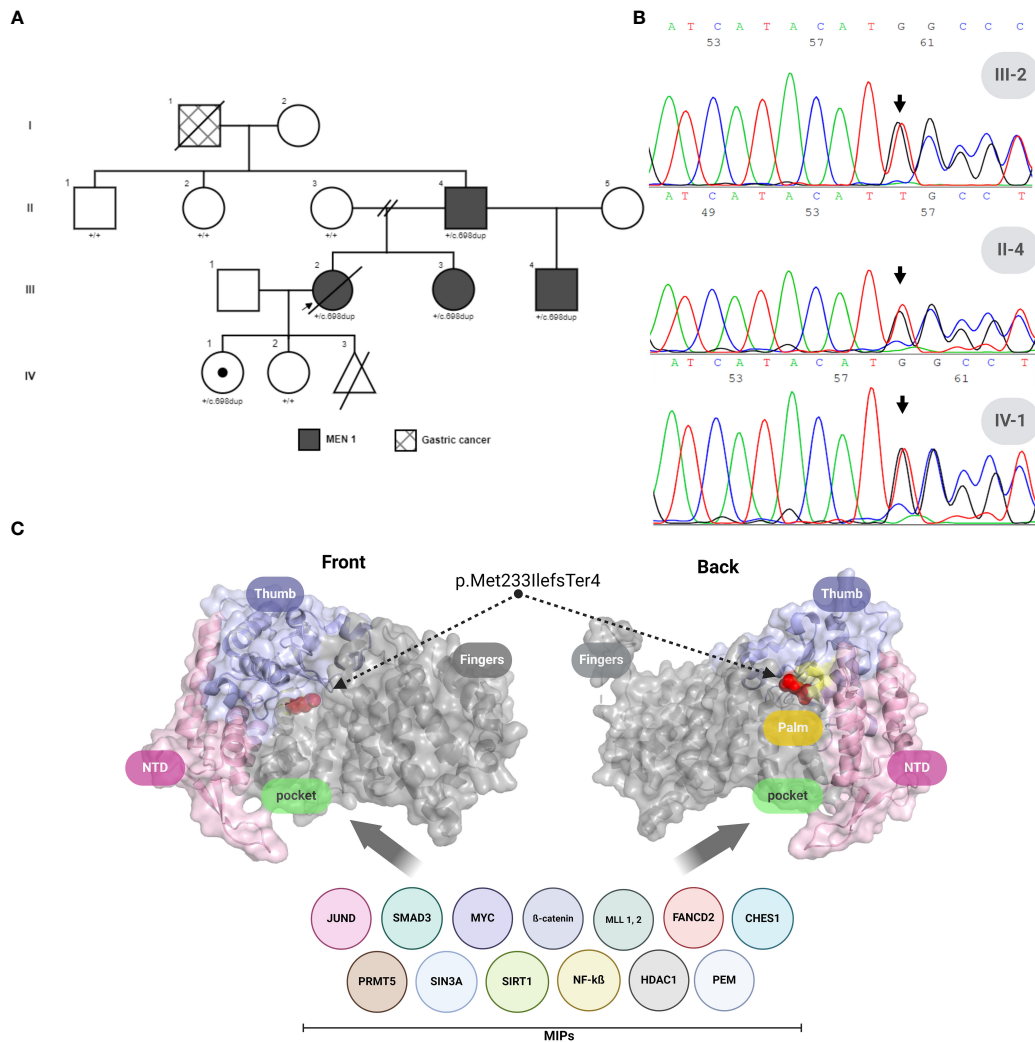 A
1
2
I
1
2
3
4
5
II
+/+
+/+
+/+
+/c.698dup
1
2
3
4
III
+/c.698dup
+/c.698dup
+/c.698dup
1
2
3
IV
+/c.698dup
+/+
MEN 1
Gastric cancer
B
A T C A T A C A T G G C C C
53 57 61
III-2
A T C A T A C A T T G C C T
49 53 57
II-4
A T C A T A C A T G G C C T
53 57 61
IV-1
C
Front
Back
p.Met233IlefsTer4
Thumb
Fingers
NTD
pocket
Thumb
Fingers
Palm
NTD
pocket
JUND
SMAD3
MYC
ß-catenin
MLL 1, 2
FANCD2
CHES1
PRMT5
SIN3A
SIRT1
NF-kß
HDAC1
PEM
MIPs